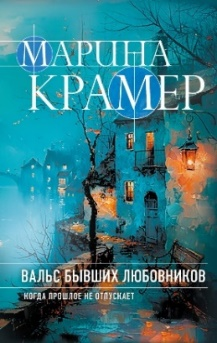 МАРИНА
КРАМЕР
ВАЛЬС БЫВШИХ ЛЮБОВНИКОВ
КОГДА ПРОШЛОЕ НЕ ОТПУСКАЕТ